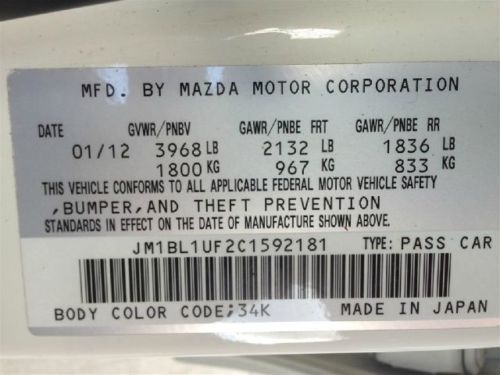 MFD. BY MAZDA MOTOR CORPORATION
DATE GVWR/PNBV GAWR/PNBE FRT GAWR/PNBE RR
01/12 3968 LB 2132 LB 1836 LB
1800 KG 967 KG 833 KG
THIS VEHICLE CONFORMS TO ALL APPLICABLE FEDERAL MOTOR VEHICLE SAFETY
,BUMPER,AND THEFT PREVENTION
STANDARDS IN EFFECT ON THE DATE OF MANUFACTURE SHOWN ABOVE.
JM1BL1UF2C1592181 TYPE: PASS CAR
BODY COLOR CODE;34K MADE IN JAPAN